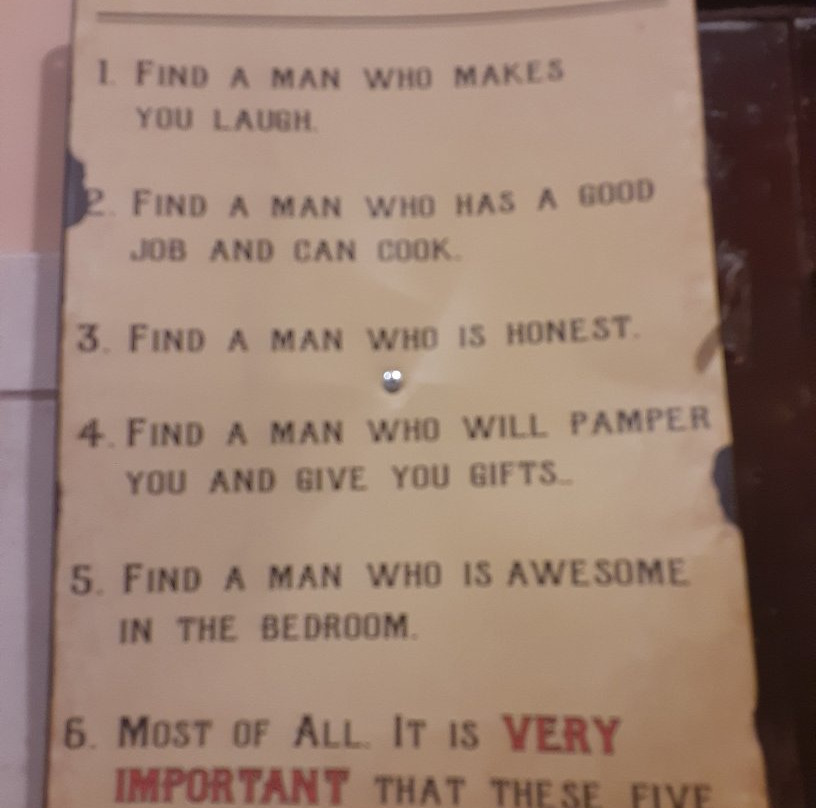 1. FIND A MAN WHO MAKES
YOU LAUGH.
2. FIND A MAN WHO HAS A GOOD
JOB AND CAN COOK.
3. FIND A MAN WHO IS HONEST.
4. FIND A MAN WHO WILL PAMPER
YOU AND GIVE YOU GIFTS..
5. FIND A MAN WHO IS AWESOME
IN THE BEDROOM.
6. MOST OF ALL. IT IS VERY
IMPORTANT THAT THESE FIVE